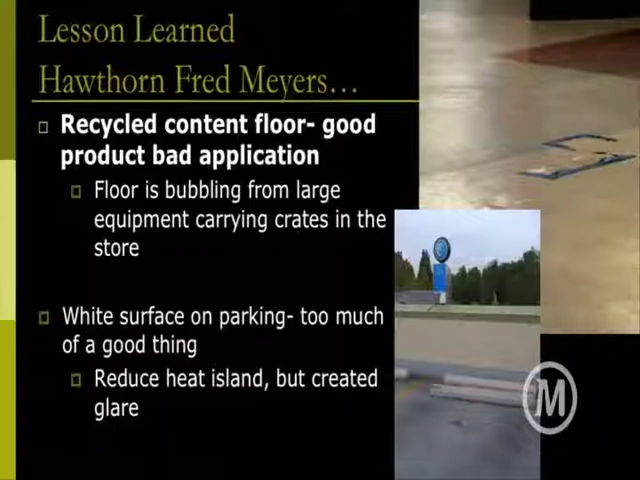 Lesson Learned
Hawthorn Fred Meyers…
Recycled content floor- good
product bad application
Floor is bubbling from large
equipment carrying crates in the
store
White surface on parking- too much
of a good thing
Reduce heat island, but created
glare
M